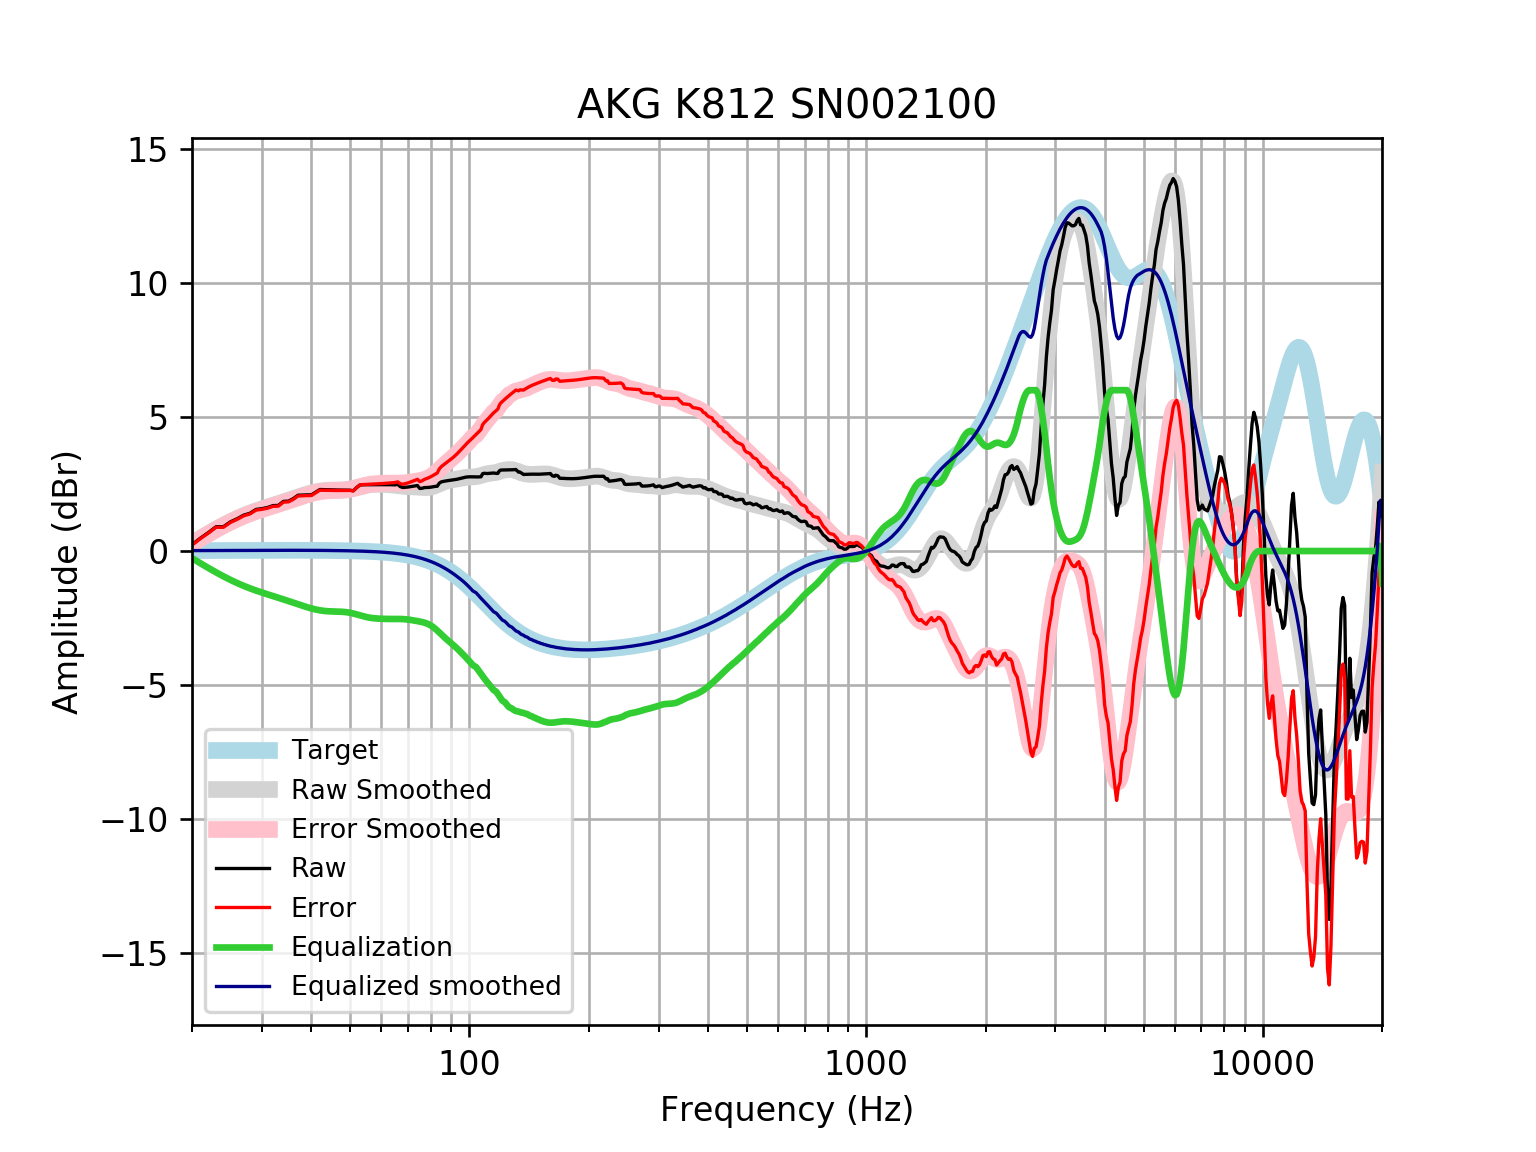 AKG K812 SN002100
Amplitude (dBr)
15
10
5
0
−5
−10
−15
Target
Raw Smoothed
Error Smoothed
Raw
Error
Equalization
Equalized smoothed
100 1000 10000
Frequency (Hz)